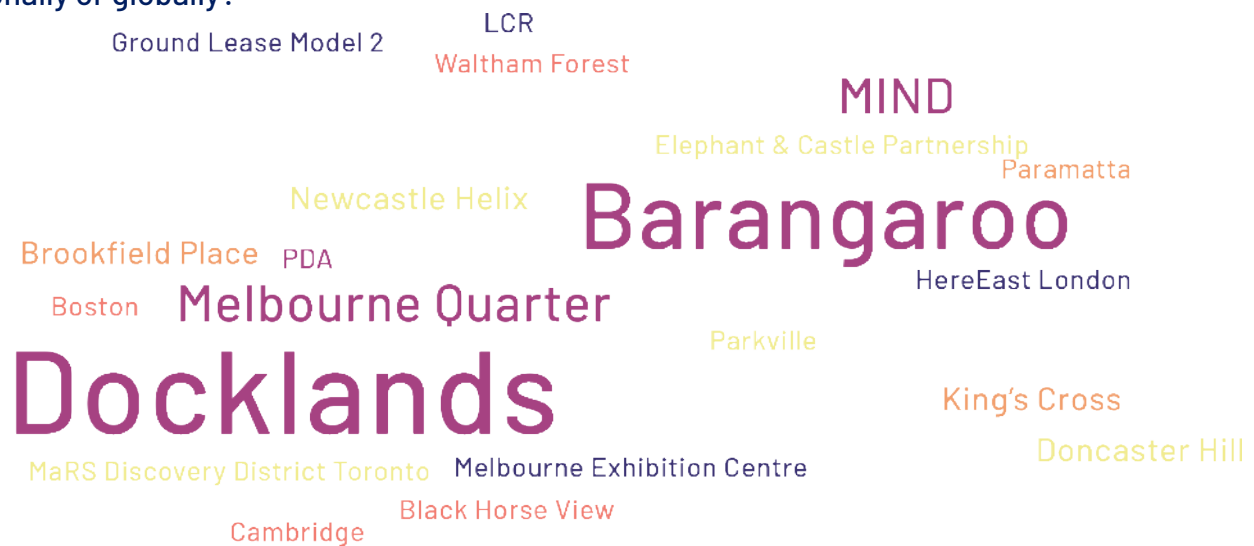 or globally?
LCR
Ground Lease Model 2
Waltham Forest
MIND
Elephant & Castle Partnership
Paramatta
Newcastle Helix
Barangaroo
Brookfield Place
PDA
HereEast London
Boston
Melbourne Quarter
Parkville
Docklands
King's Cross
Doncaster Hill
MaRS Discovery District Toronto
Melbourne Exhibition Centre
Black Horse View
Cambridge